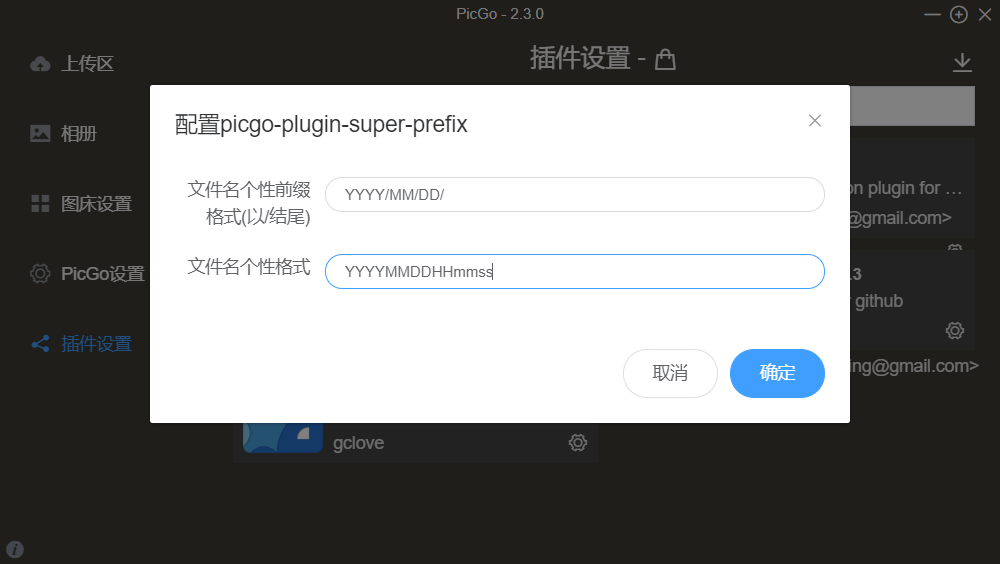 PicGo - 2.3.0
上传区
插件设置 -
相册
配置picgo-plugin-super-prefix
文件名个性前缀
格式(以/结尾)
YYYY/MM/DD/
on plugin for …
图床设置
@gmail.com>
文件名个性格式
YYYYMMDDHHmmss
PicGo设置
.3
github
插件设置
取消
确定
ing@gmail.com>
gclove